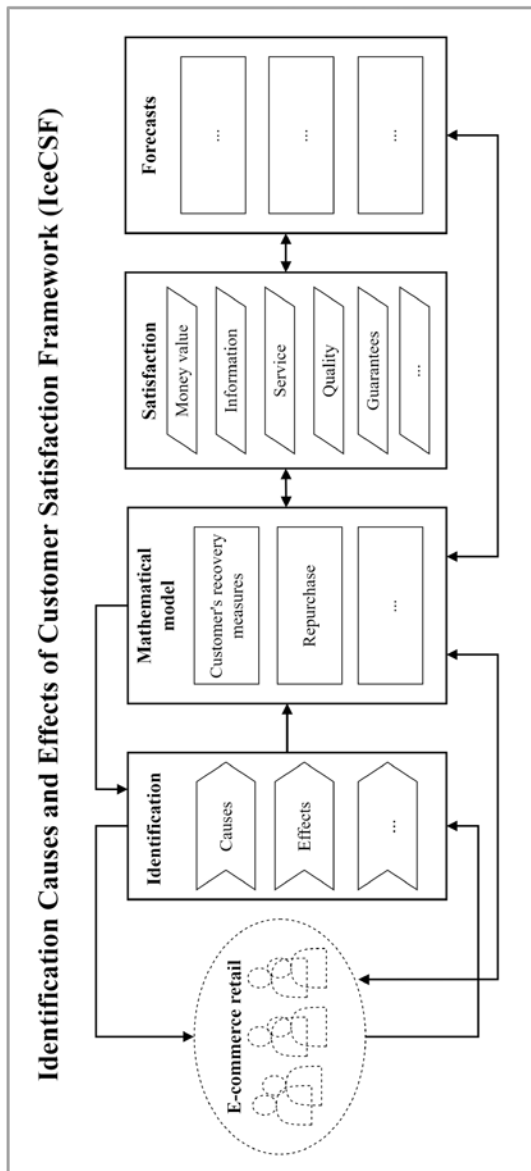 Identification Causes and Effects of Customer Satisfaction Framework (IceCSF)
E-commerce retail
Identification
Causes
Effects
...
Mathematical
model
Customer's recovery
measures
Repurchase
...
Satisfaction
Money value
Information
Service
Quality
Guarantees
...
Forecasts
...
...
...